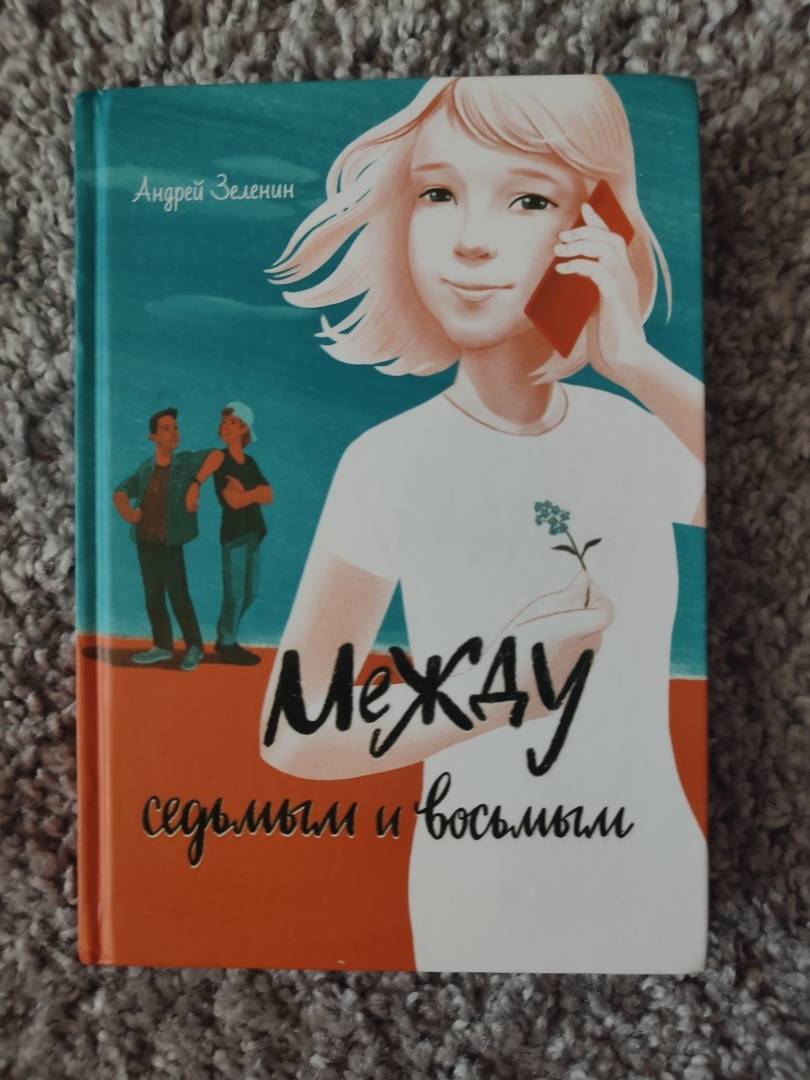 Андрей Зеленин
Между
седьмым и восьмым